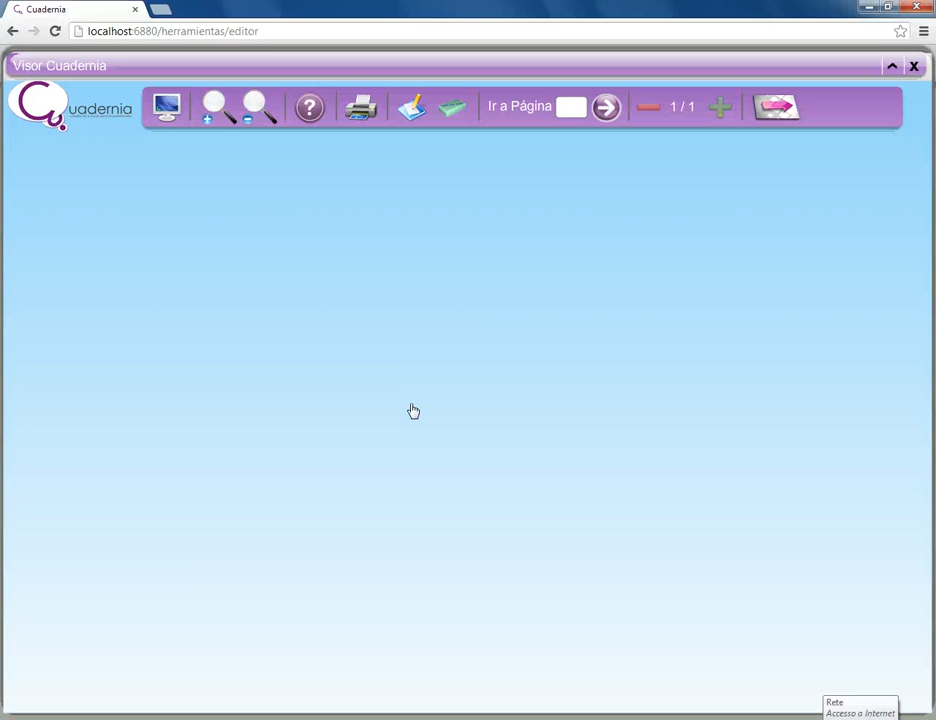 Cuadernia
localhost:6880/herramientas/editor
Visor Cuadernia
uadernia
Ir a Página
1 / 1
Rete
Accesso a Internet